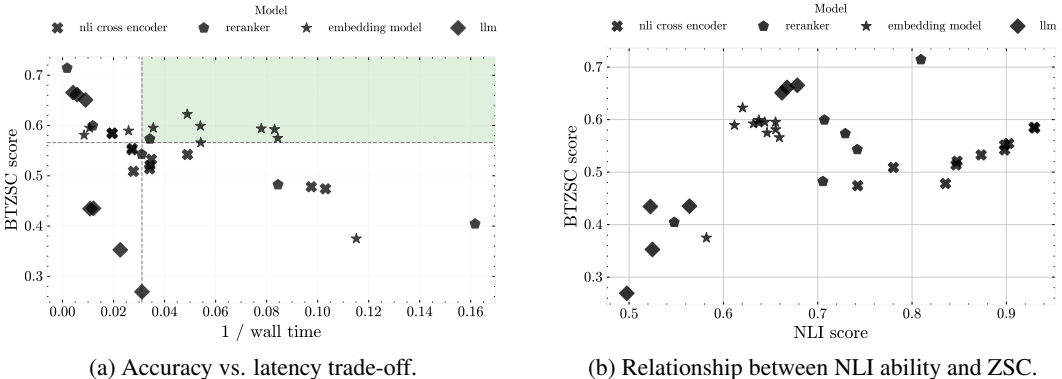 Model
nli cross encoder reranker embedding model llm
0.7
0.6
0.5
0.4
0.3
BTZSC score
0.00 0.02 0.04 0.06 0.08 0.10 0.12 0.14 0.16
1 / wall time
(a) Accuracy vs. latency trade-off.
Model
nli cross encoder reranker embedding model llm
0.7
0.6
0.5
0.4
0.3
BTZSC score
0.5 0.6 0.7 0.8 0.9
NLI score
(b) Relationship between NLI ability and ZSC.